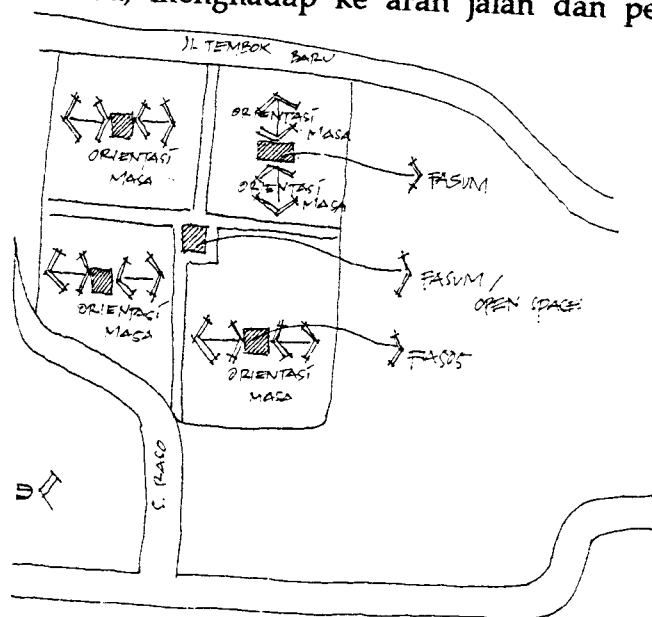 menghadap ke arah jalan dan pe
JL TEMBOK BARU
ORIENTASI
MASA
ORIENTASI
MASA
ORIENTASI
MASA
FASUM
FASUM /
OPEN SPACE
ORIENTASI
MASA
ORIENTASI
MASA
FASOS